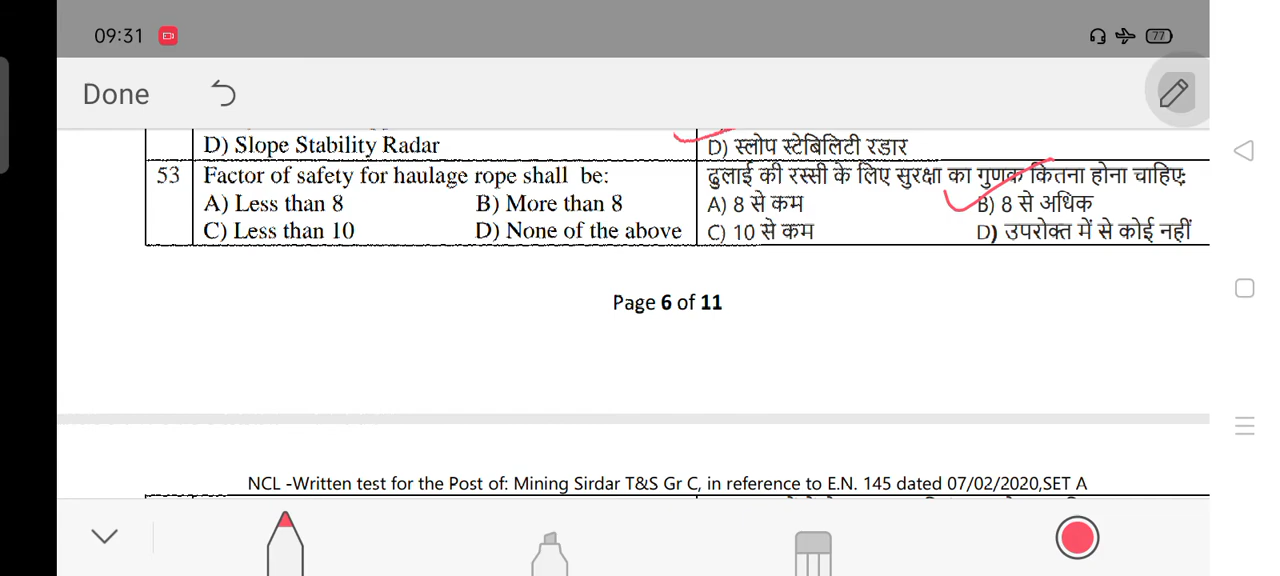 09:31
77
Done
D) Slope Stability Radar
D) स्लोप स्टेबिलिटी रडार
53 Factor of safety for haulage rope shall be:
ढुलाई की रस्सी के लिए सुरक्षा का गुणक कितना होना चाहिए:
A) Less than 8 B) More than 8
A) 8 से कम B) 8 से अधिक
C) Less than 10 D) None of the above
C) 10 से कम D) उपरोक्त में से कोई नहीं
Page 6 of 11
NCL -Written test for the Post of: Mining Sirdar T&S Gr C, in reference to E.N. 145 dated 07/02/2020,SET A